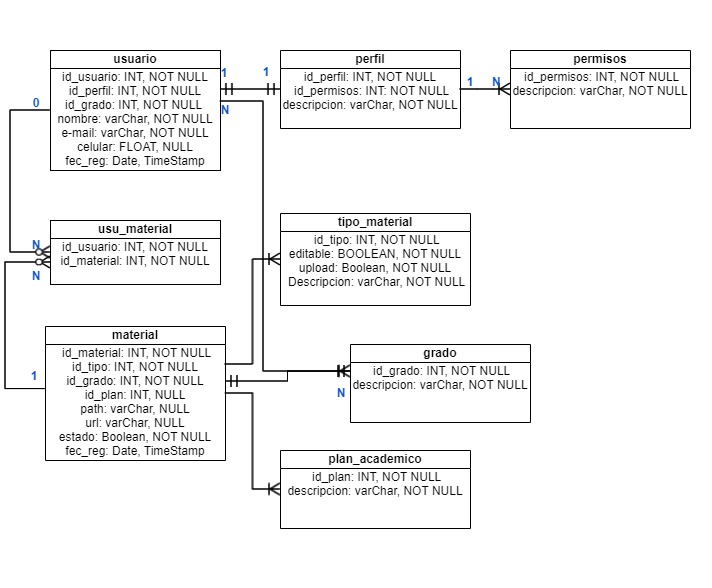 usuario
id_usuario: INT, NOT NULL
id_perfil: INT, NOT NULL
id_grado: INT, NOT NULL
nombre: varChar, NOT NULL
e-mail: varChar, NOT NULL
celular: FLOAT, NULL
fec_reg: Date, TimeStamp
1
1
N
0
perfil
id_perfil: INT, NOT NULL
id_permisos: INT: NOT NULL
descripcion: varChar, NOT NULL
1
N
permisos
id_permisos: INT, NOT NULL
descripcion: varChar, NOT NULL
usu_material
id_usuario: INT, NOT NULL
id_material: INT, NOT NULL
N
N
tipo_material
id_tipo: INT, NOT NULL
editable: BOOLEAN, NOT NULL
upload: Boolean, NOT NULL
Descripcion: varChar, NOT NULL
material
id_material: INT, NOT NULL
id_tipo: INT, NOT NULL
id_grado: INT, NOT NULL
id_plan: INT, NULL
path: varChar, NULL
url: varChar, NULL
estado: Boolean, NOT NULL
fec_reg: Date, TimeStamp
1
grado
id_grado: INT, NOT NULL
descripcion: varChar, NOT NULL
N
plan_academico
id_plan: INT, NOT NULL
descripcion: varChar, NOT NULL